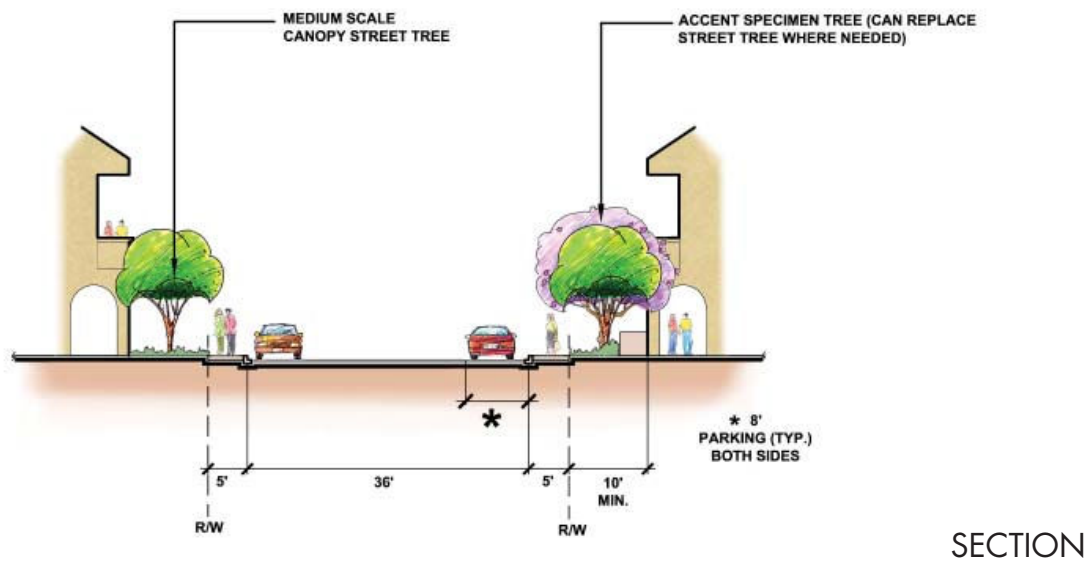 MEDIUM SCALE
CANOPY STREET TREE
ACCENT SPECIMEN TREE (CAN REPLACE
STREET TREE WHERE NEEDED)
*
* 8'
PARKING (TYP.)
BOTH SIDES
5'
36'
5'
10'
MIN.
R/W
R/W
SECTION